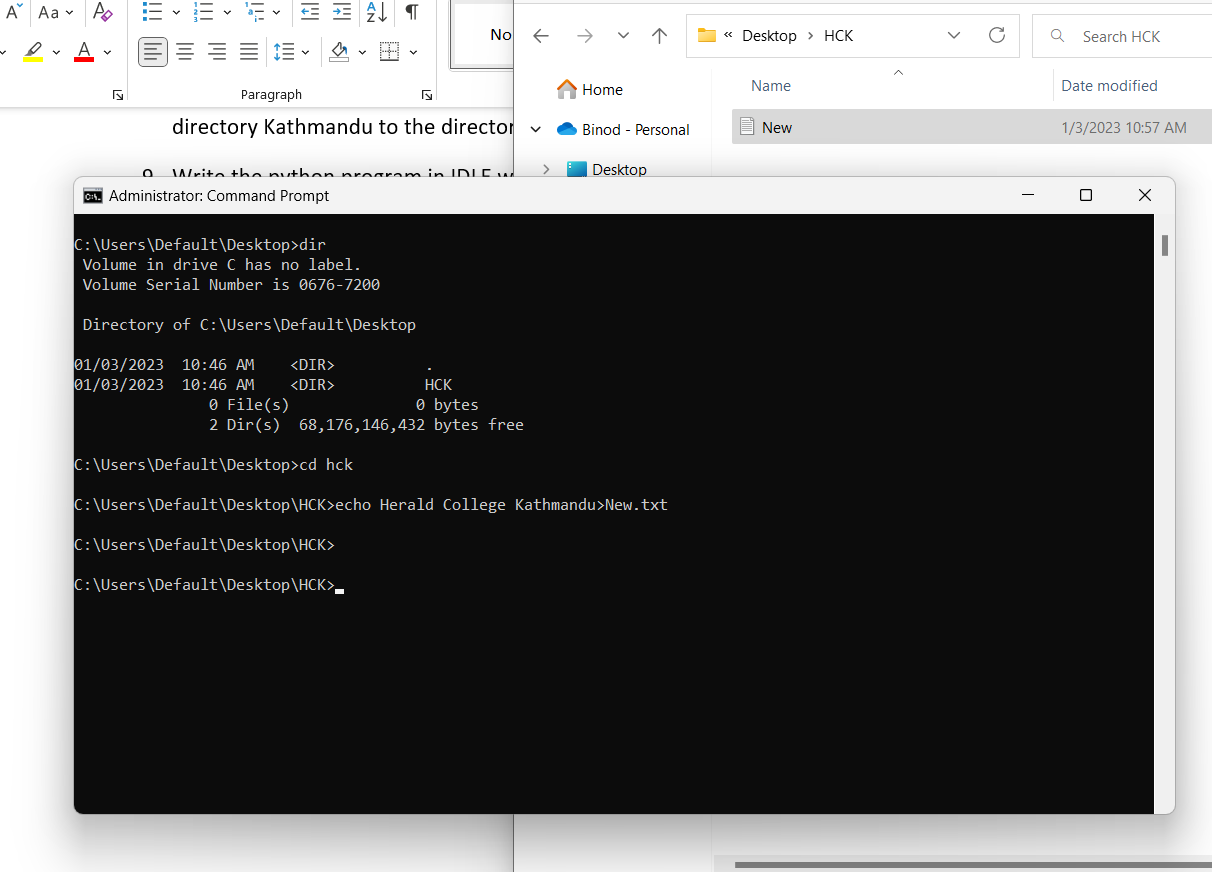 Aa
A
Paragraph
No
directory Kathmandu to the director
9. Write the python program in IDLE w
« Desktop > HCK
Search HCK
Home
Name
Date modified
Binod - Personal
New
1/3/2023 10:57 AM
Desktop
Administrator: Command Prompt
C:\Users\Default\Desktop>dir
Volume in drive C has no label.
Volume Serial Number is 0676-7200
Directory of C:\Users\Default\Desktop
01/03/2023  10:46 AM    <DIR>          .
01/03/2023  10:46 AM    <DIR>          HCK
0 File(s)              0 bytes
2 Dir(s)  68,176,146,432 bytes free
C:\Users\Default\Desktop>cd hck
C:\Users\Default\Desktop\HCK>echo Herald College Kathmandu>New.txt
C:\Users\Default\Desktop\HCK>
C:\Users\Default\Desktop\HCK>